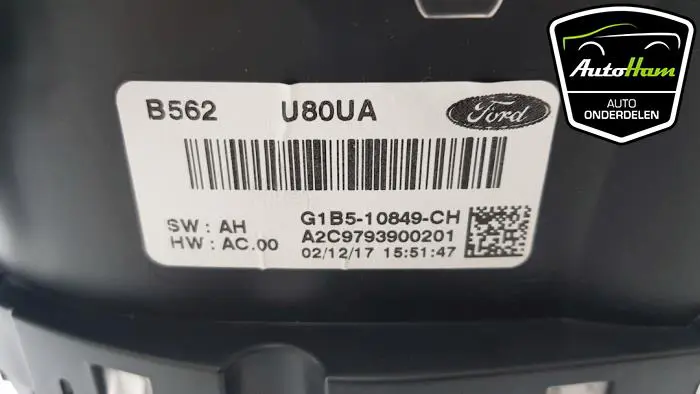 B562 U80UA Ford
G1B5-10849-CH
SW : AH
A2C9793900201
HW : AC.00
02/12/17 15:51:47
AutoHam
AUTO
ONDERDELEN